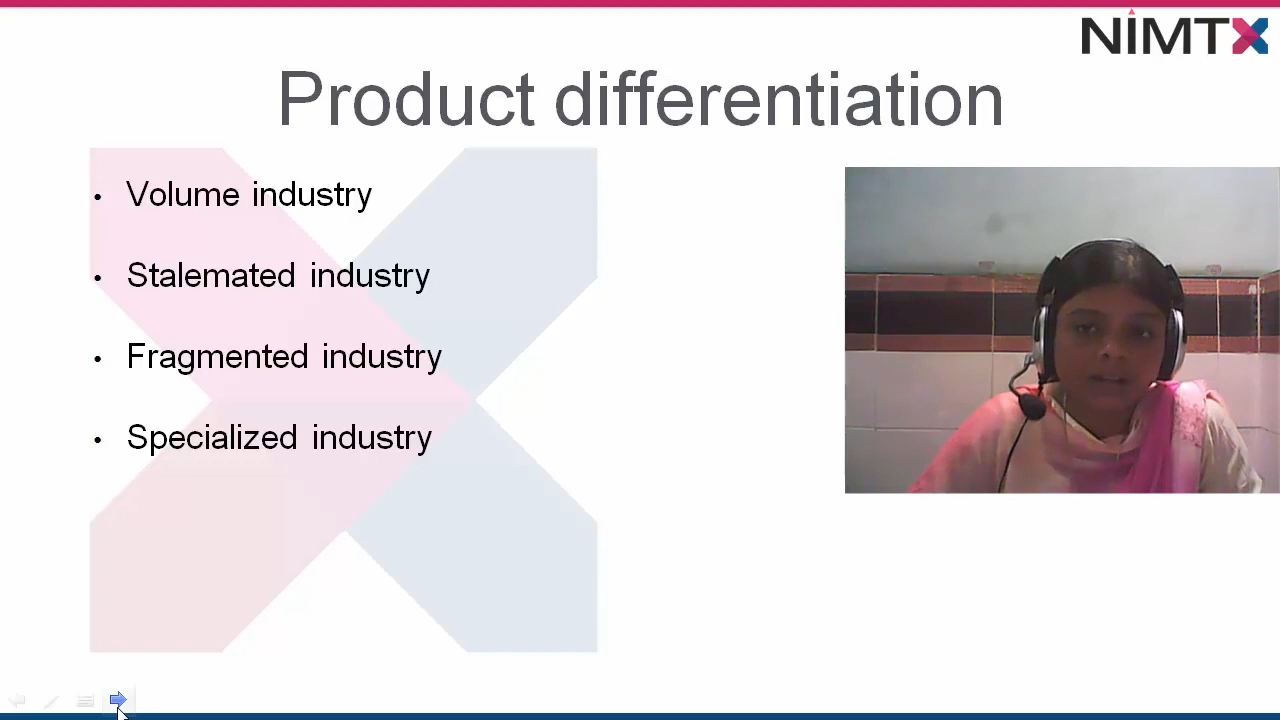 NIMTX
Product differentiation
• Volume industry
• Stalemated industry
• Fragmented industry
• Specialized industry